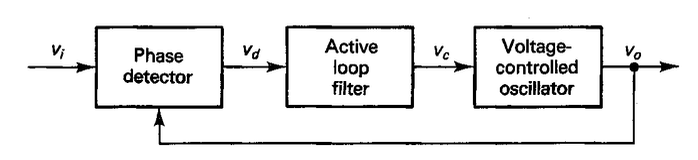 v_i
Phase
detector
v_d
Active
loop
filter
v_c
Voltage-
controlled
oscillator
v_o